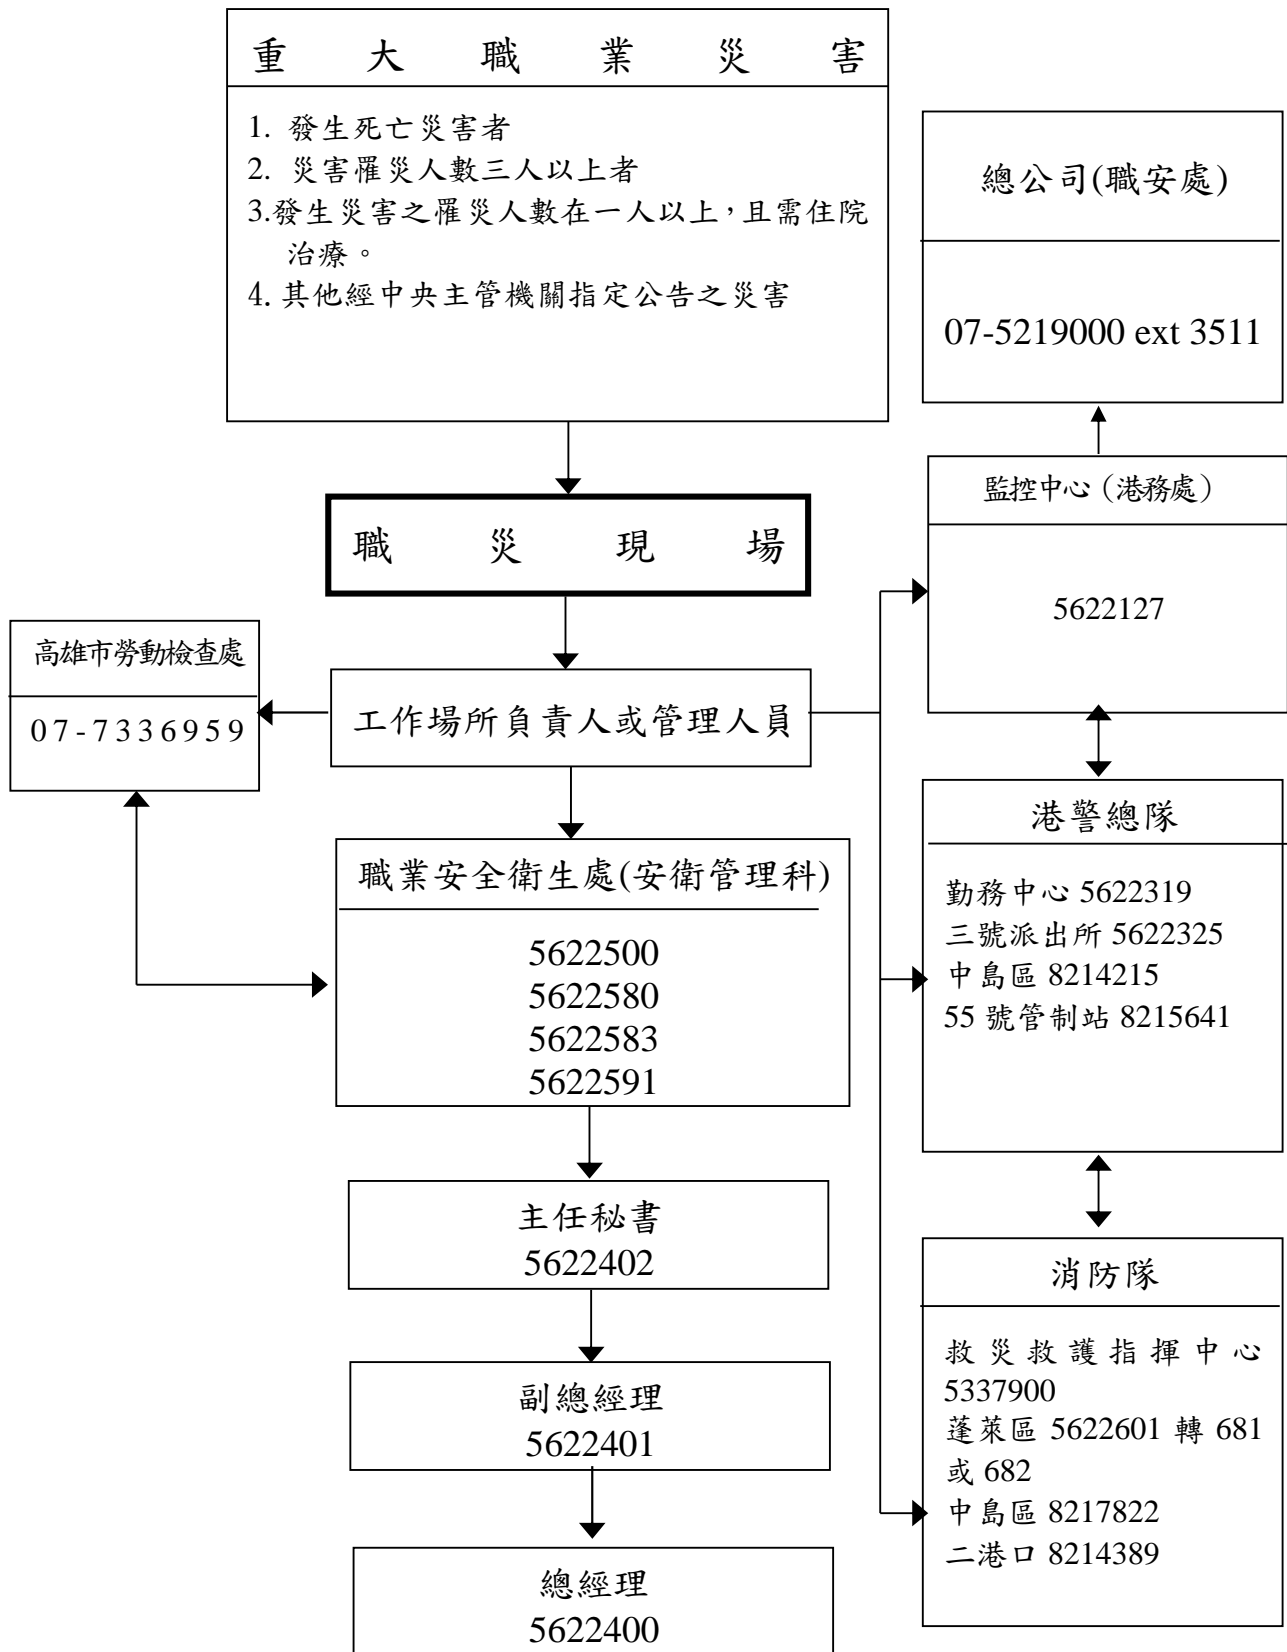 重大職業災害
1. 發生死亡災害者
2. 災害罹災人數三人以上者
3.發生災害之罹災人數在一人以上，且需住院
治療。
4. 其他經中央主管機關指定公告之災害
總公司(職安處)
07-5219000 ext 3511
職災現場
監控中心（港務處）
5622127
高雄市勞動檢查處
07-7336959
工作場所負責人或管理人員
職業安全衛生處(安衛管理科)
5622500
5622580
5622583
5622591
港警總隊
勤務中心 5622319
三號派出所 5622325
中島區 8214215
55 號管制站 8215641
主任秘書
5622402
副總經理
5622401
總經理
5622400
消防隊
救災救護指揮中心
5337900
蓬萊區 5622601 轉 681
或 682
中島區 8217822
二港口 8214389